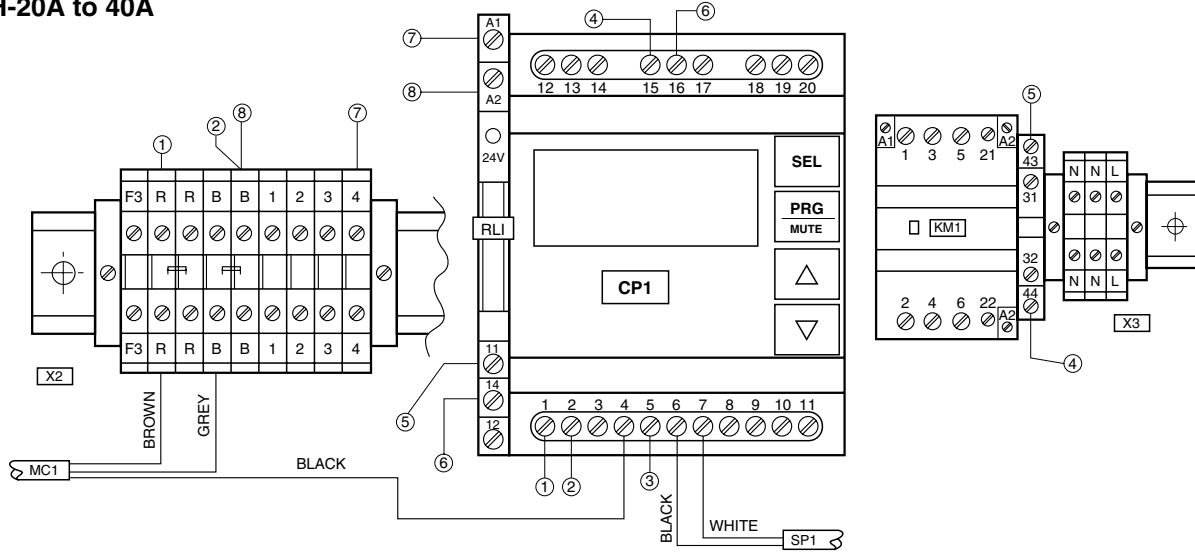 H-20A to 40A
A1
④
⑥
⑦
12 13 14 15 16 17 18 19 20
⑧
A2
⑤
① ② ⑧ ⑦
A1 1 3 5 21 A2
43
24V
SEL
N N L
31
F3 R R B B 1 2 3 4
PRG
MUTE
RLI
KM1
CP1
32
N N L
44
2 4 6 22 A2
X3
F3 R R B B 1 2 3 4
11
X2
④
14
⑤
12
1 2 3 4 5 6 7 8 9 10 11
BROWN
GREY
⑥
MC1
BLACK
① ② ③
BLACK
WHITE
SP1